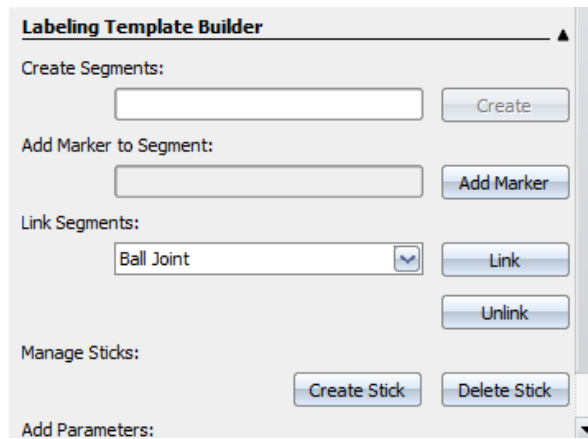 Labeling Template Builder
Create Segments:
Create
Add Marker to Segment:
Add Marker
Link Segments:
Ball Joint Link
Unlink
Manage Sticks:
Create Stick Delete Stick
Add Parameters: